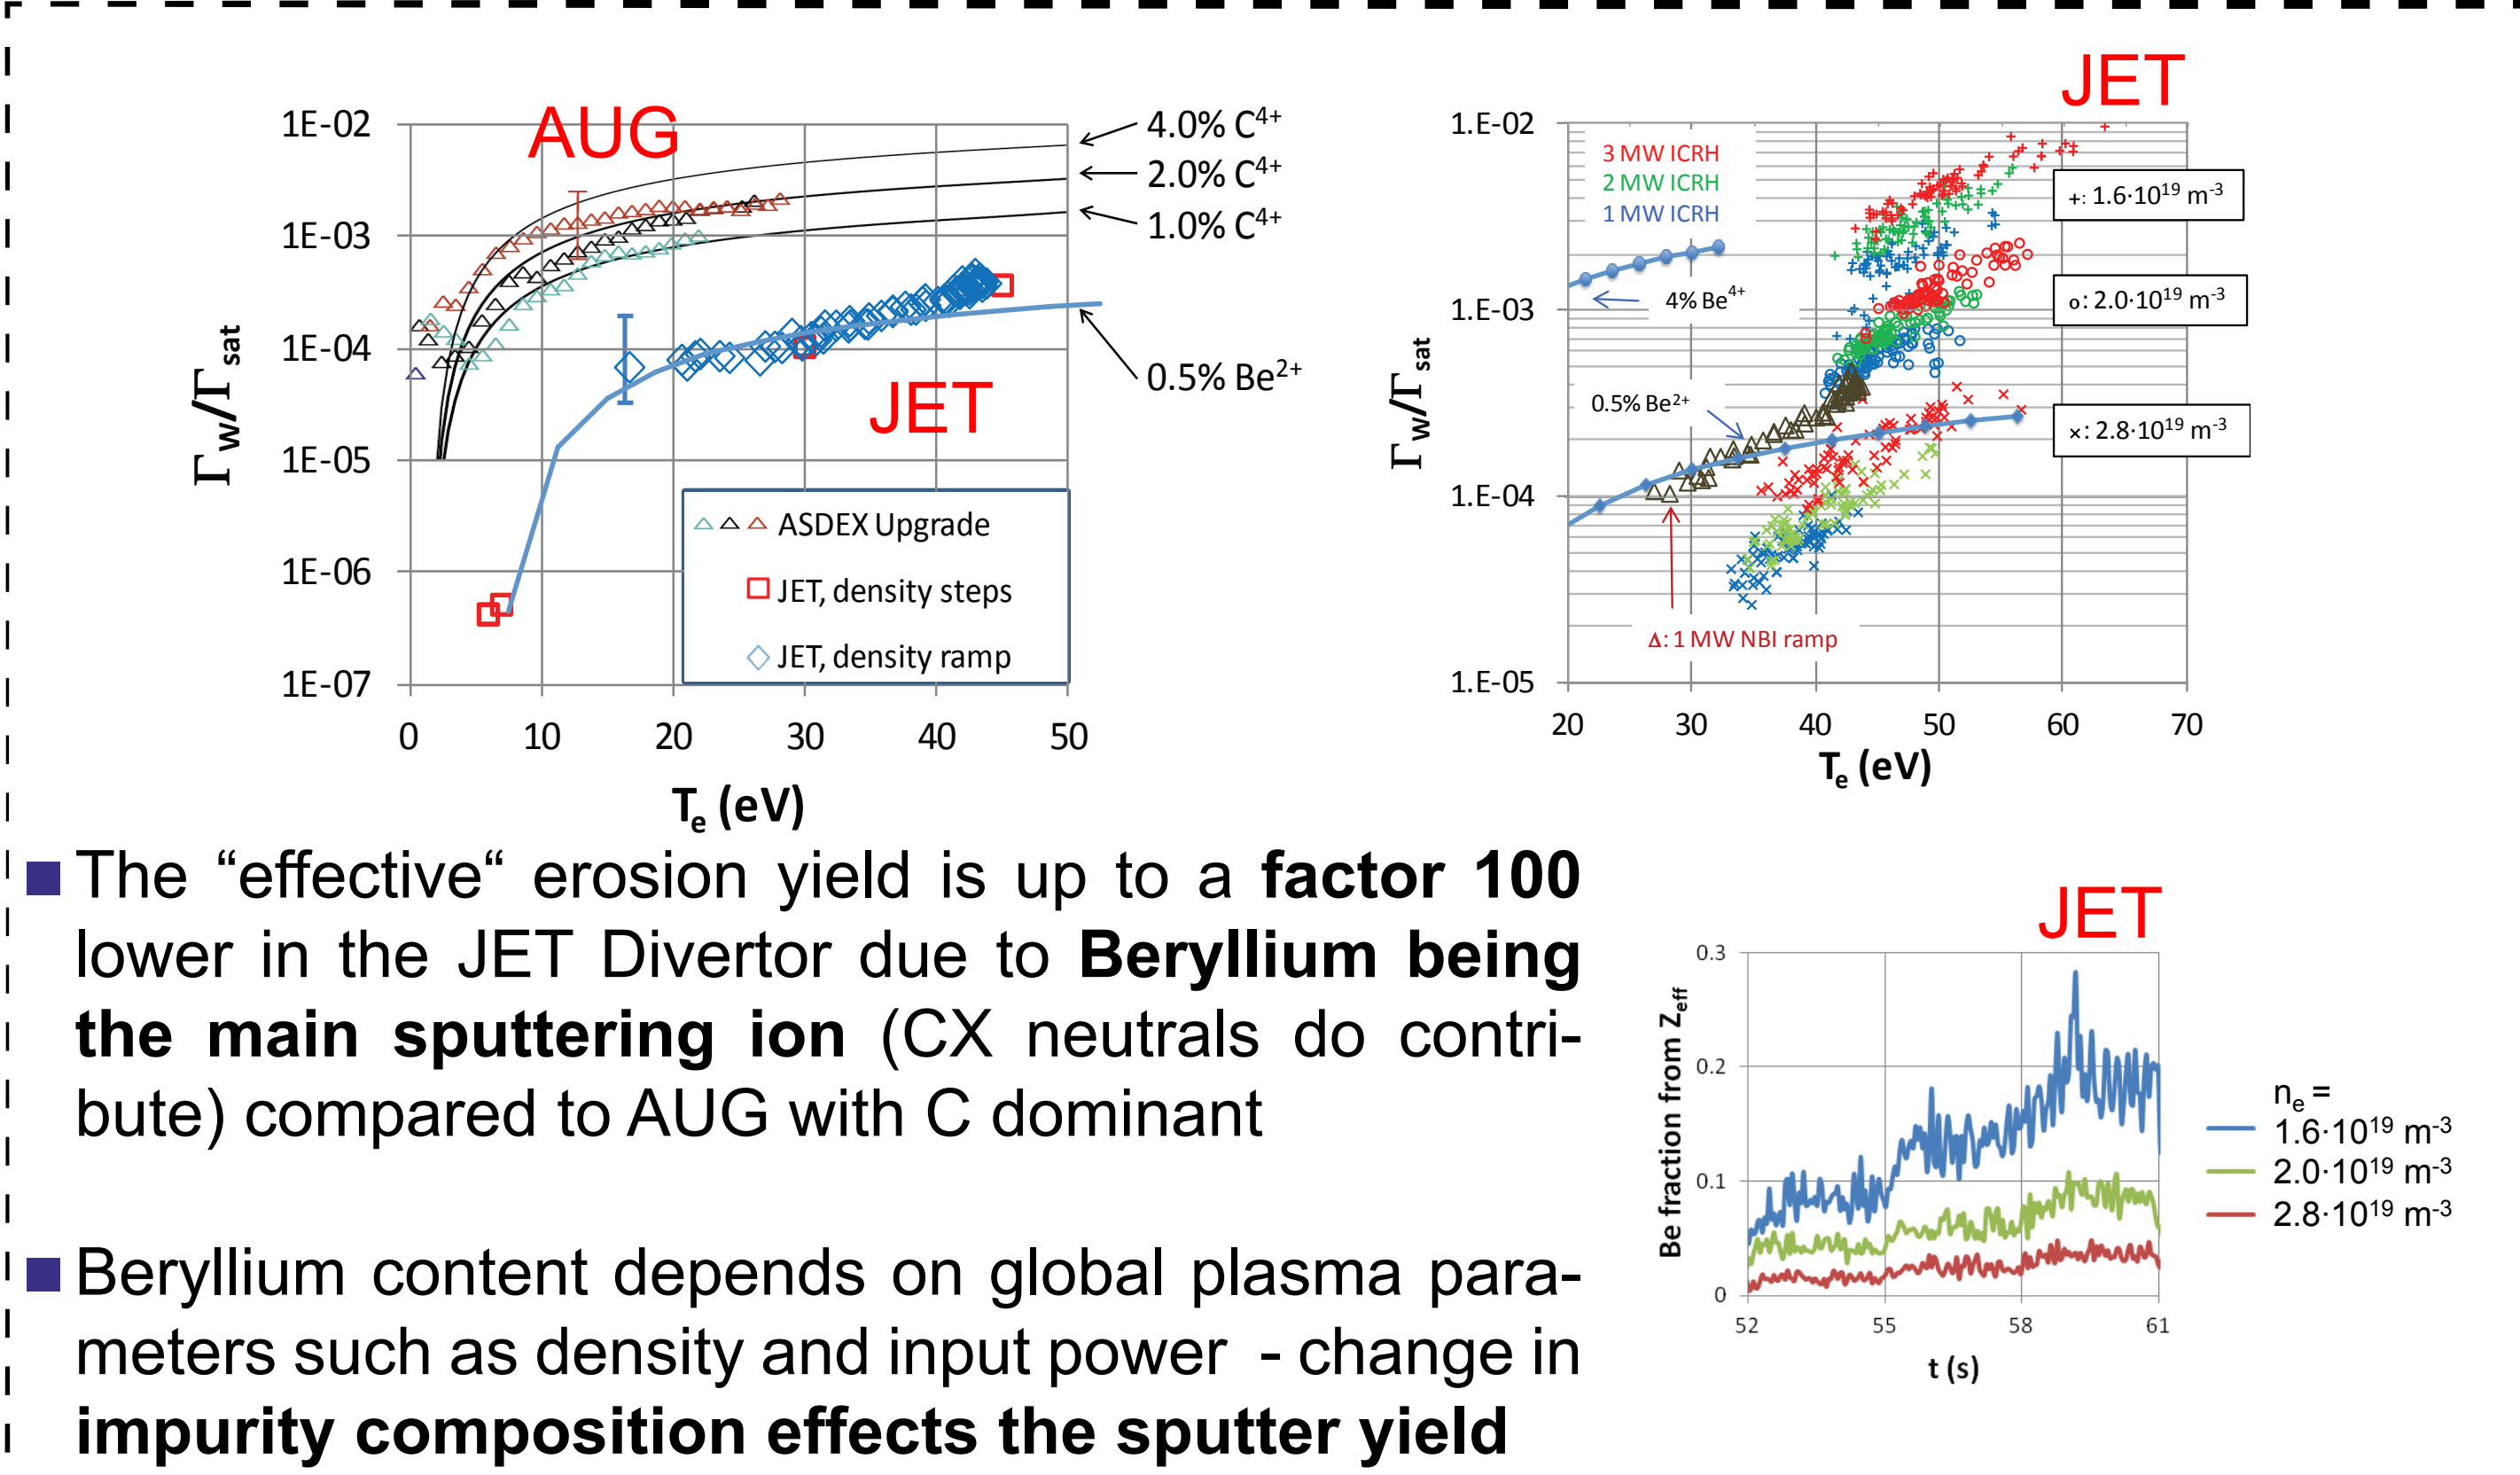 AUG
1E-02
1E-03
1E-04
1E-05
1E-06
1E-07
Γw/Γsat
0 10 20 30 40 50
Te (eV)
4.0% C⁴⁺
2.0% C⁴⁺
1.0% C⁴⁺
0.5% Be²⁺
JET
ASDEX Upgrade
JET, density steps
JET, density ramp
JET
1.E-02
1.E-03
1.E-04
1.E-05
Γw/Γsat
20 30 40 50 60 70
Te (eV)
3 MW ICRH
2 MW ICRH
1 MW ICRH
4% Be⁴⁺
0.5% Be²⁺
Δ: 1 MW NBI ramp
+: 1.6·10¹⁹ m⁻³
o: 2.0·10¹⁹ m⁻³
×: 2.8·10¹⁹ m⁻³
■ The “effective“ erosion yield is up to a factor 100
lower in the JET Divertor due to Beryllium being
the main sputtering ion (CX neutrals do contri-
bute) compared to AUG with C dominant
■ Beryllium content depends on global plasma para-
meters such as density and input power - change in
impurity composition effects the sputter yield
JET
0.3
0.2
0.1
0
Be fraction from Zeff
52 55 58 61
t (s)
ne =
1.6·10¹⁹ m⁻³
2.0·10¹⁹ m⁻³
2.8·10¹⁹ m⁻³